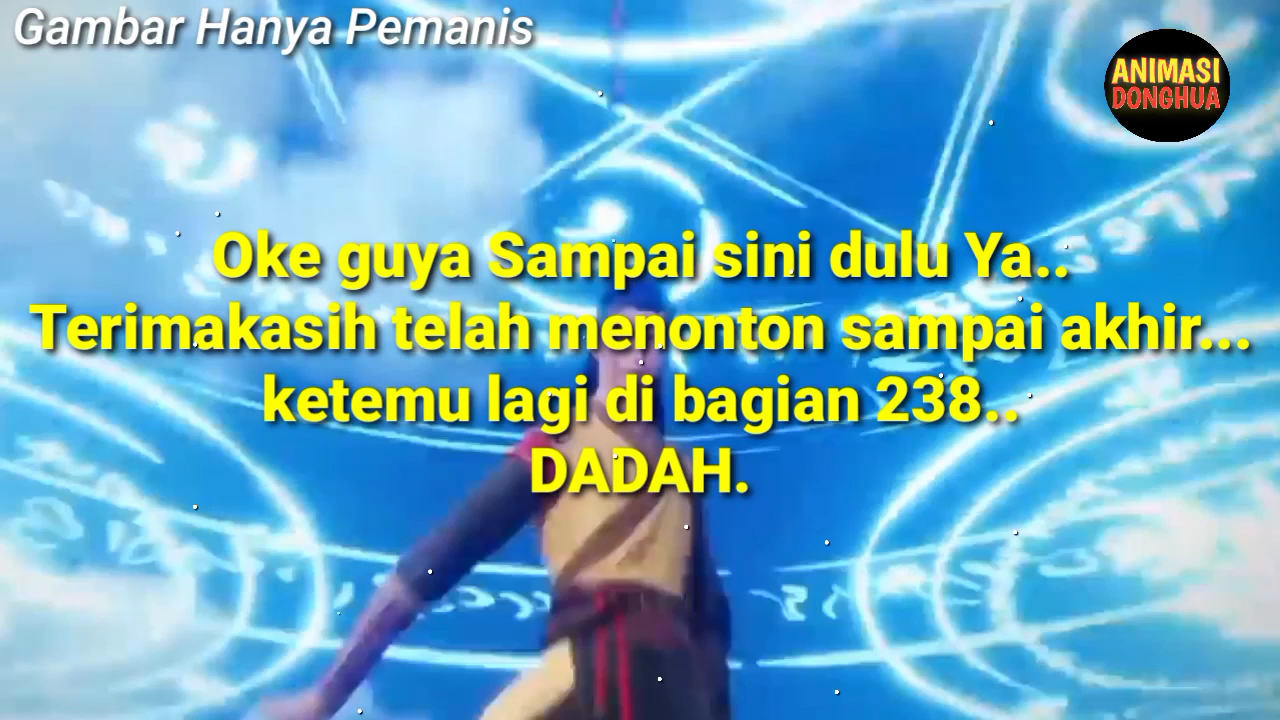 Gambar Hanya Pemanis
ANIMASI
DONGHUA
Oke guya Sampai sini dulu Ya..
Terimakasih telah menonton sampai akhir...
ketemu lagi di bagian 238..
DADAH.